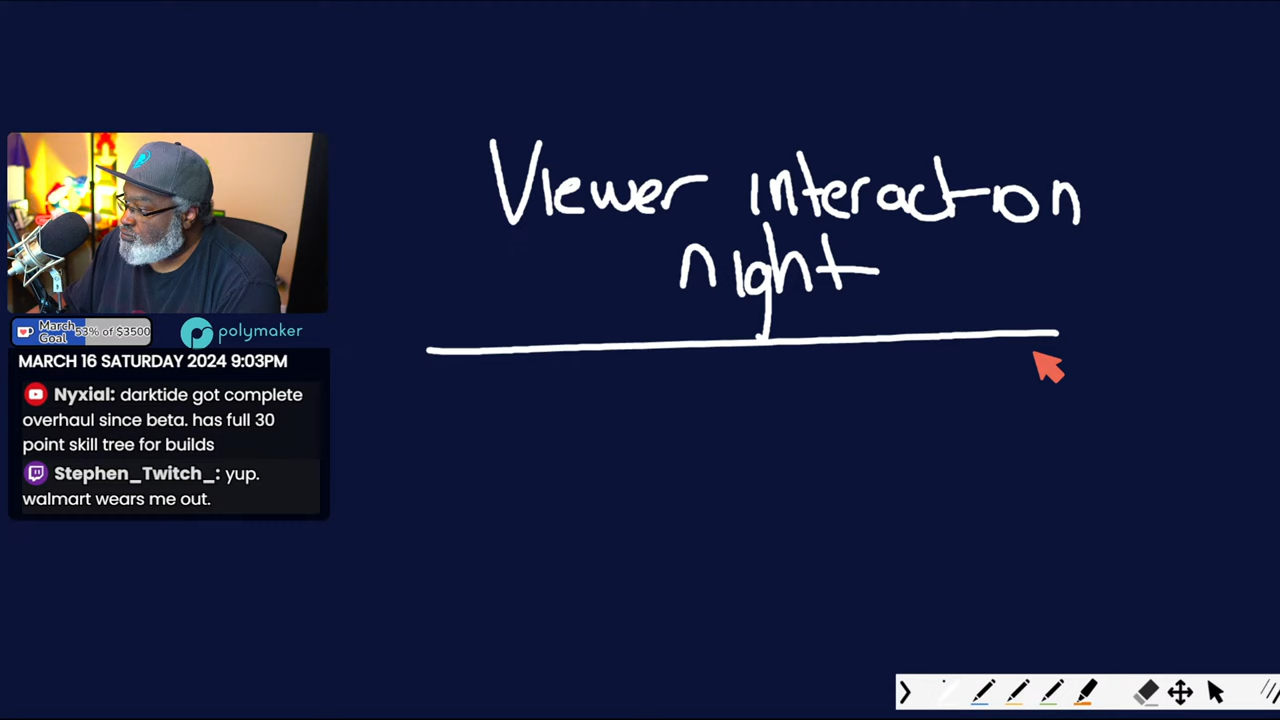 Viewer interaction
night
March
Goal
53% of $3500
polymaker
MARCH 16 SATURDAY 2024 9:03PM
Nyxial: darktide got complete
overhaul since beta. has full 30
point skill tree for builds
Stephen_Twitch_: yup.
walmart wears me out.